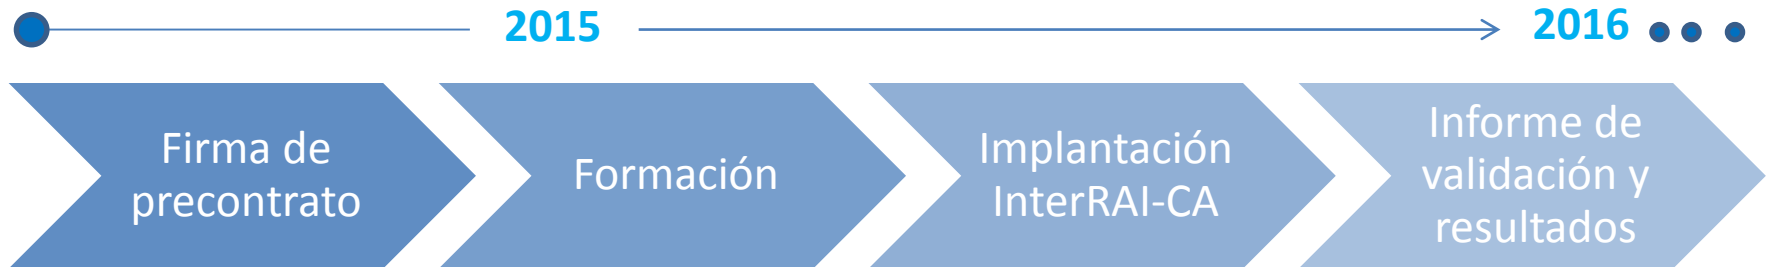 2015
2016
Firma de
precontrato
Formación
Implantación
InterRAI-CA
Informe de
validación y
resultados